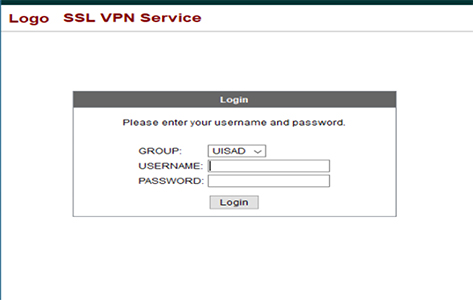 Logo SSL VPN Service
Login
Please enter your username and password.
GROUP: UISAD
USERNAME:
PASSWORD:
Login